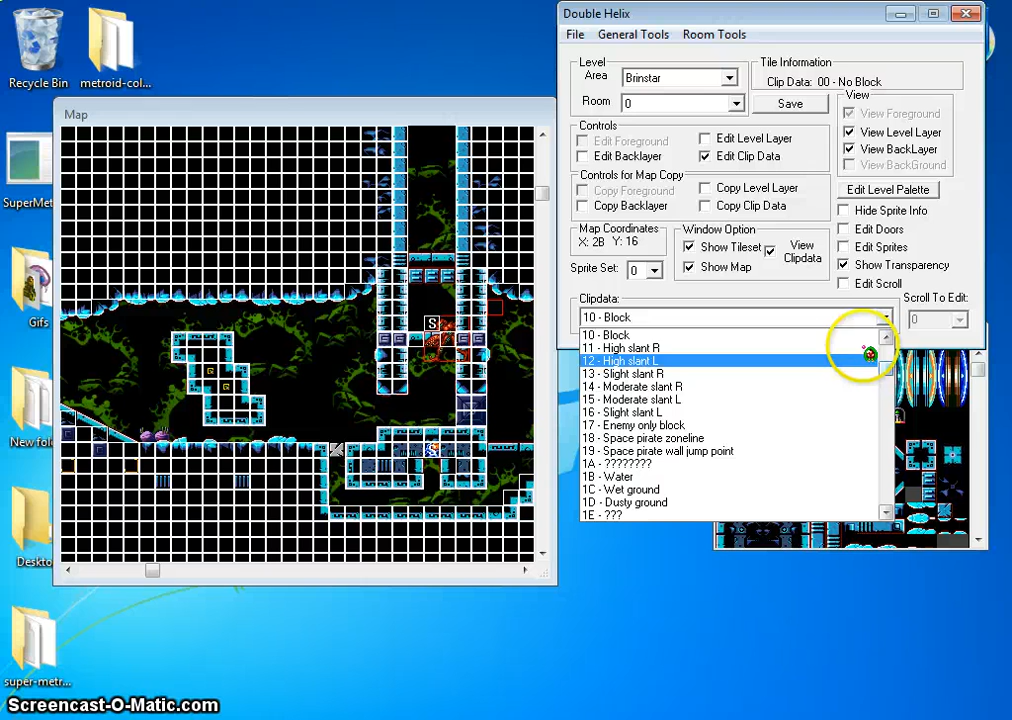 Double Helix
File General Tools Room Tools
Level
Area Brinstar
Room 0
Save
Tile Information
Clip Data: 00 - No Block
View
View Foreground
View Level Layer
View BackLayer
View BackGround
Controls
Edit Foreground
Edit Level Layer
Edit Backlayer
Edit Clip Data
Controls for Map Copy
Copy Foreground
Copy Level Layer
Copy Backlayer
Copy Clip Data
Edit Level Palette
Hide Sprite Info
Edit Doors
Edit Sprites
Show Transparency
Edit Scroll
Map Coordinates
X: 2B Y: 16
Sprite Set: 0
Window Option
Show Tileset
View
Clipdata
Show Map
Scroll To Edit:
0
Clipdata:
10 - Block
10 - Block
11 - High slant R
12 - High slant L
13 - Slight slant R
14 - Moderate slant R
15 - Moderate slant L
16 - Slight slant L
17 - Enemy only block
18 - Space pirate zoneline
19 - Space pirate wall jump point
1A - ????????
1B - Water
1C - Wet ground
1D - Dusty ground
1E - ???
Map
S
Recycle Bin
metroid-col...
SuperMet
Gifs
New fol
Deskto
super-metr...
Screencast-O-Matic.com